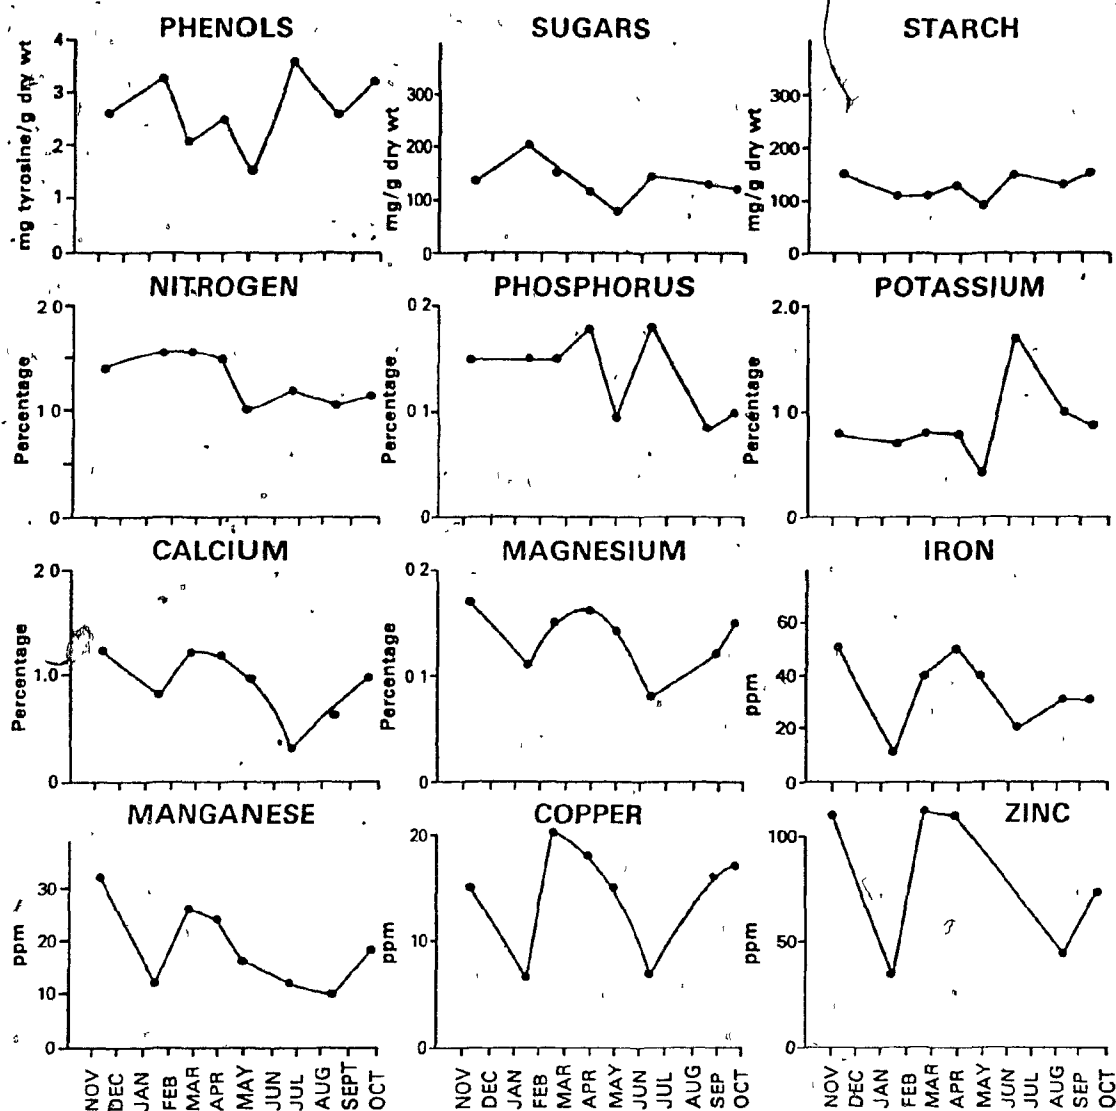 PHENOLS SUGARS STARCH
mg tyrosine/g dry wt
4
3
2
1
0
mg/g dry wt
300
200
100
0
mg/g dry wt
300
200
100
0
NITROGEN PHOSPHORUS POTASSIUM
Percentage
2 0
1 0
0
Percentage
0 2
0 1
0
Percentage
2.0
1 0
0
CALCIUM MAGNESIUM IRON
Percentage
2 0
1.0
0
Percentage
0 2
0 1
0
ppm
60
40
20
0
MANGANESE COPPER ZINC
ppm
30
20
10
0
ppm
20
10
0
ppm
100
50
0
NOV DEC JAN FEB MAR APR MAY JUN JUL AUG SEPT OCT
NOV DEC JAN FEB MAR APR MAY JUN JUL AUG SEP OCT
NOV DEC JAN FEB MAR APR MAY JUN JUL AUG SEP OCT